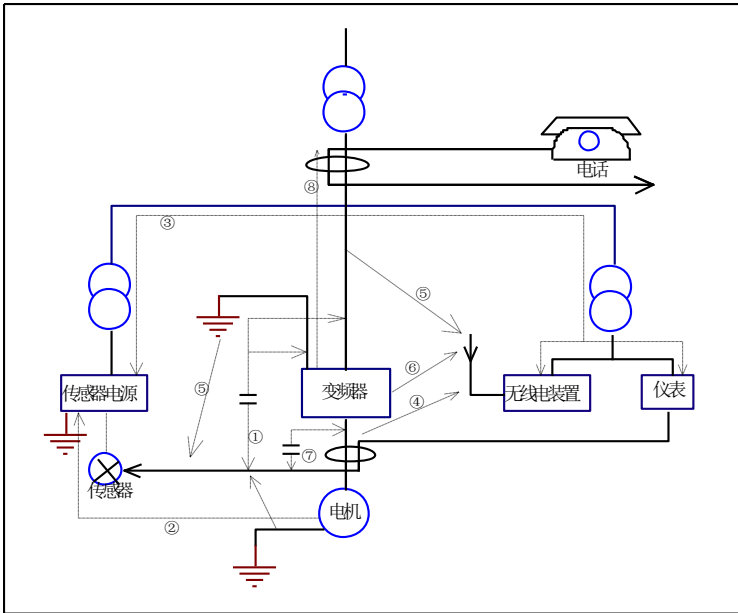 电话
⑧
③
⑤
⑤
⑥
传感器电源
变频器
无线电装置
仪表
④
①
⑦
传感器
电机
②